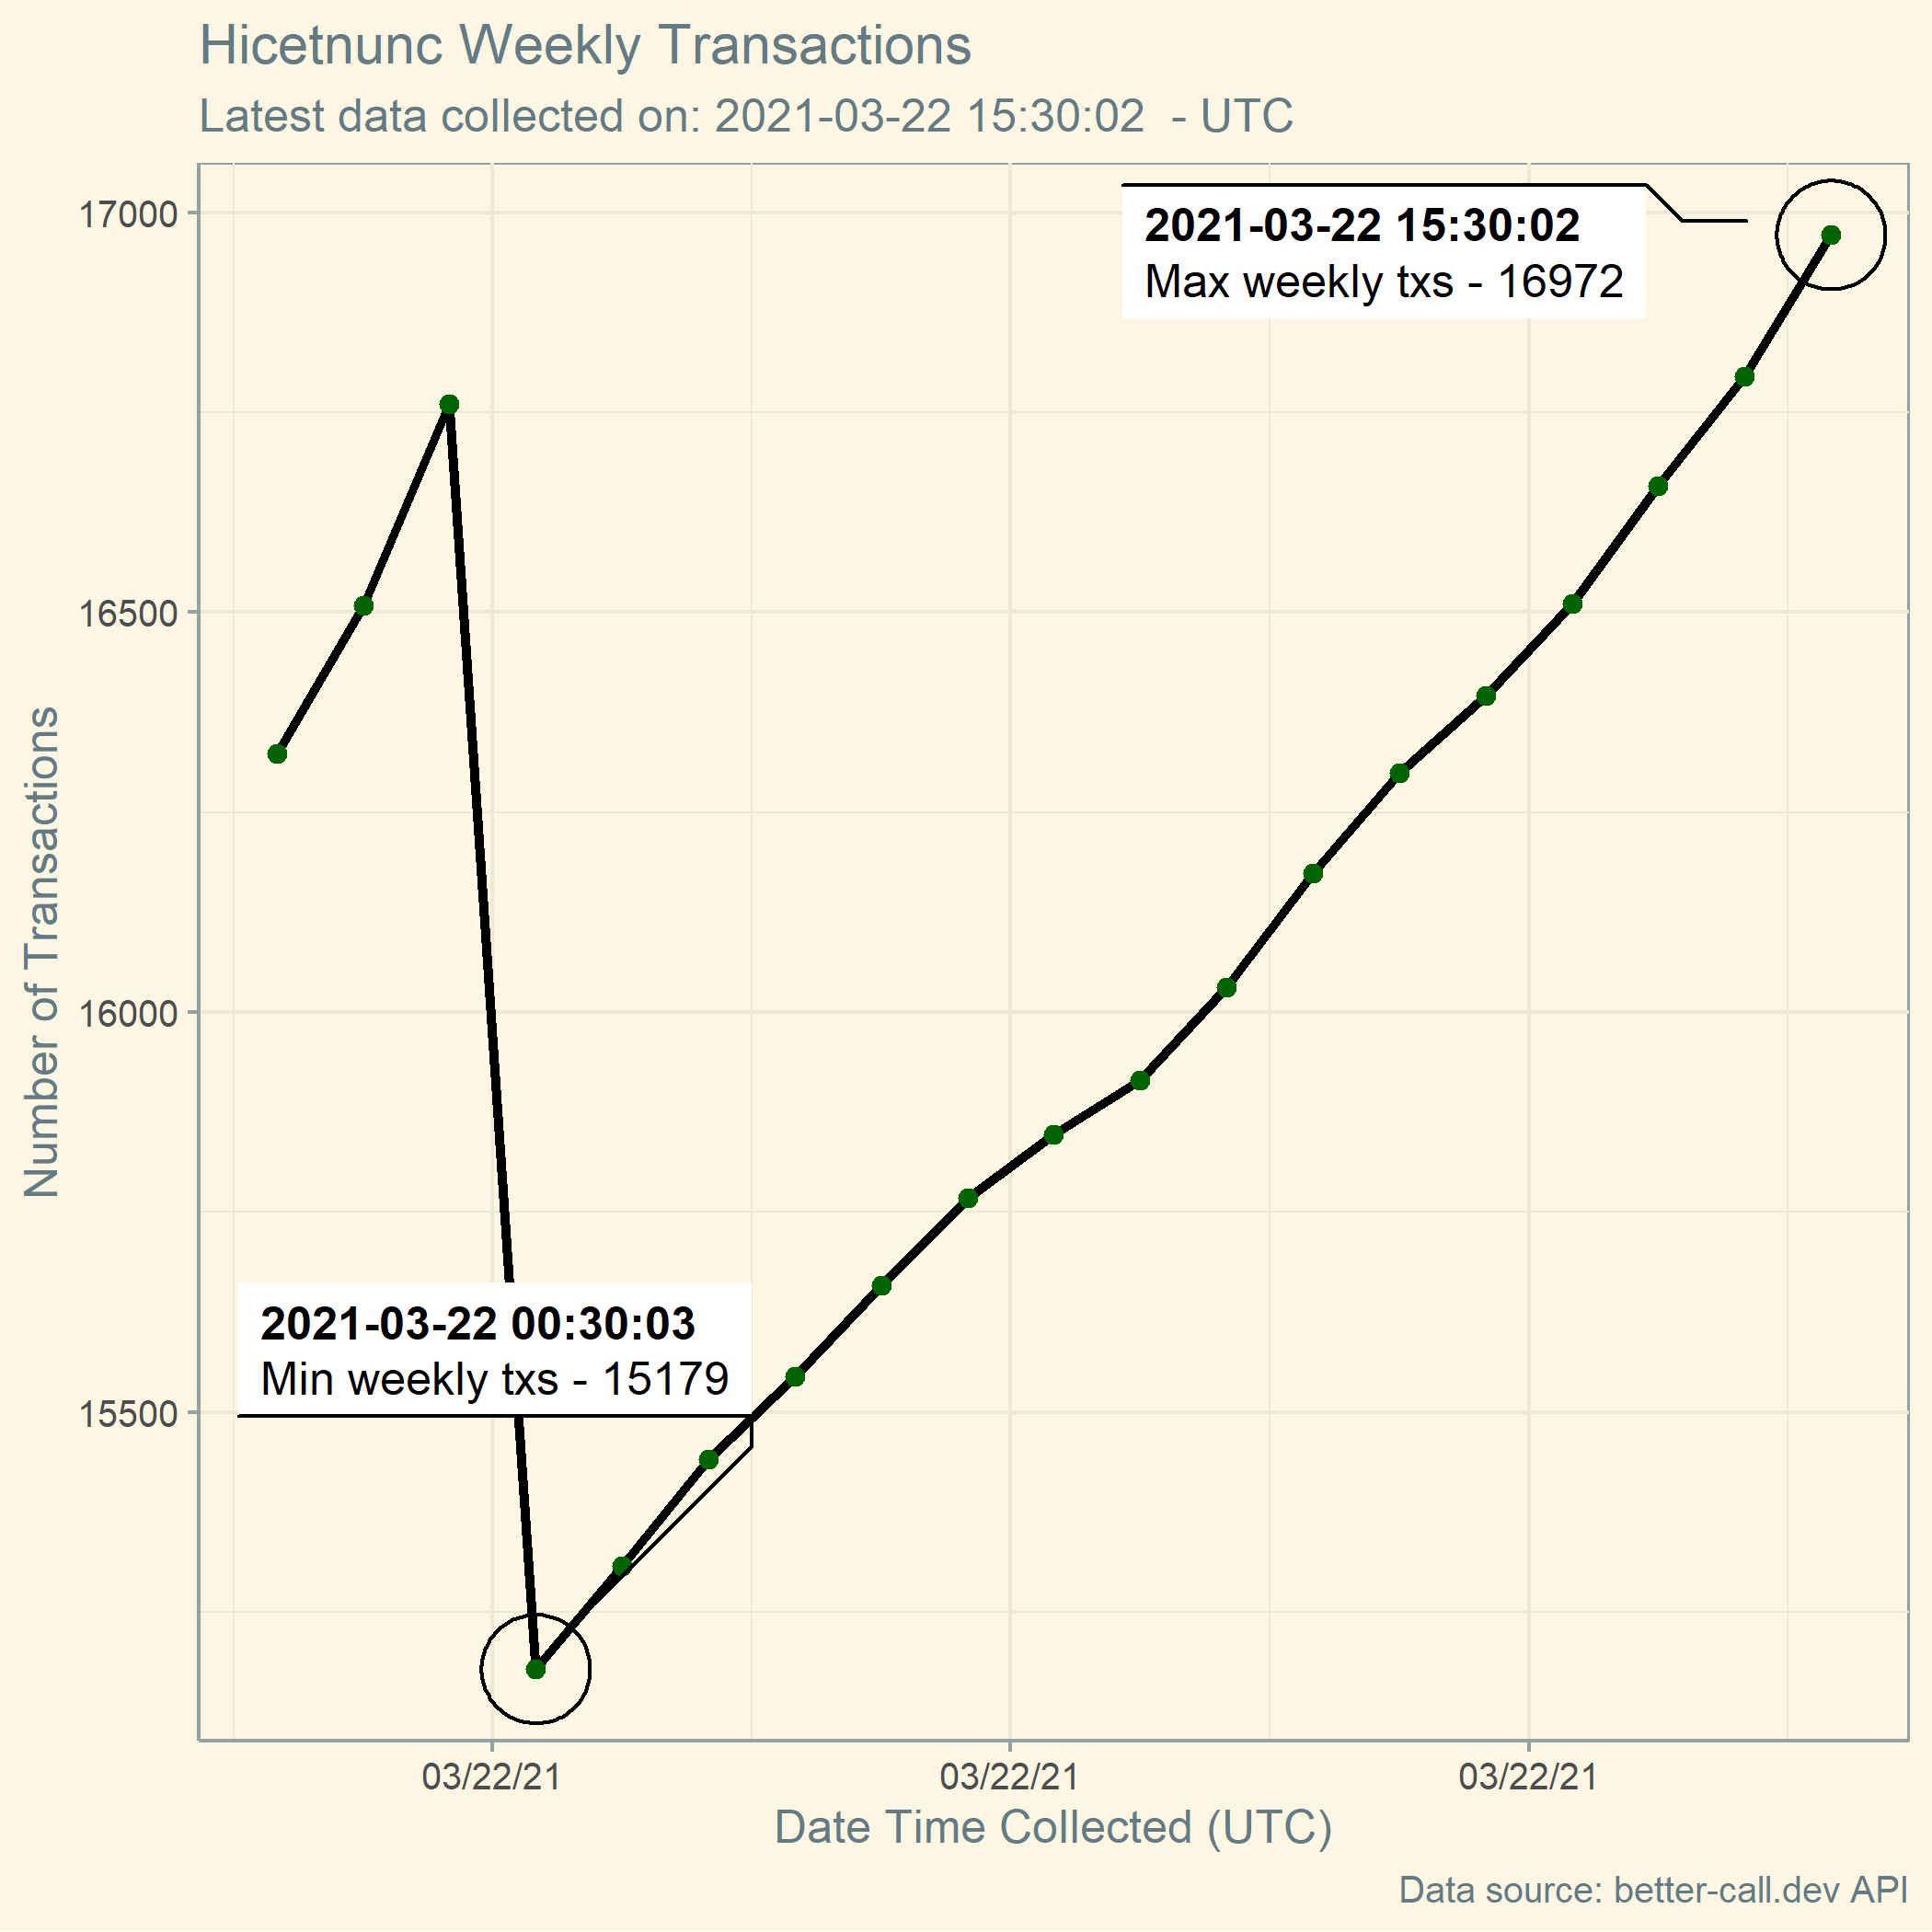 Hicetnunc Weekly Transactions
Latest data collected on: 2021-03-22 15:30:02  - UTC
17000
16500
16000
15500
Number of Transactions
2021-03-22 15:30:02
Max weekly txs - 16972
2021-03-22 00:30:03
Min weekly txs - 15179
03/22/21
03/22/21
03/22/21
Date Time Collected (UTC)
Data source: better-call.dev API